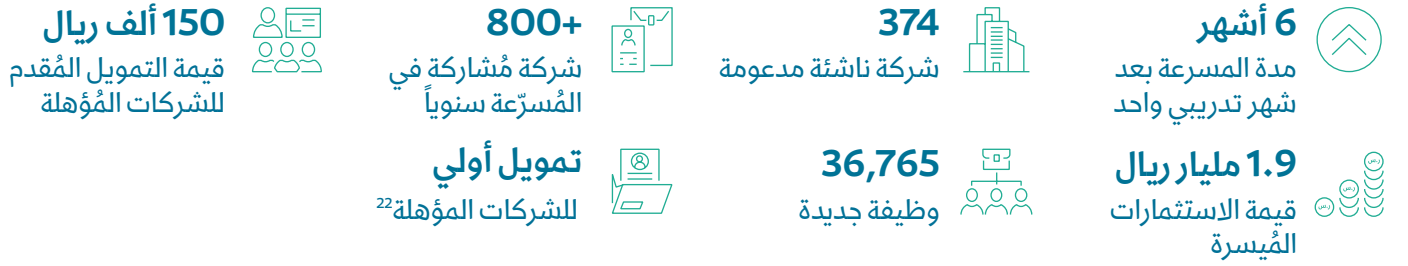 6 أشهر
مدة المسرعة بعد
شهر تدريبي واحد
374
شركة ناشئة مدعومة
800+
شركة مُشاركة في
المُسرّعة سنوياً
150 ألف ريال
قيمة التمويل المُقدم
للشركات المُؤهلة
1.9 مليار ريال
قيمة الاستثمارات
المُيسرة
ر.س
ر.س
ر.س
36,765
وظيفة جديدة
تمويل أولي
للشركات المؤهلة22